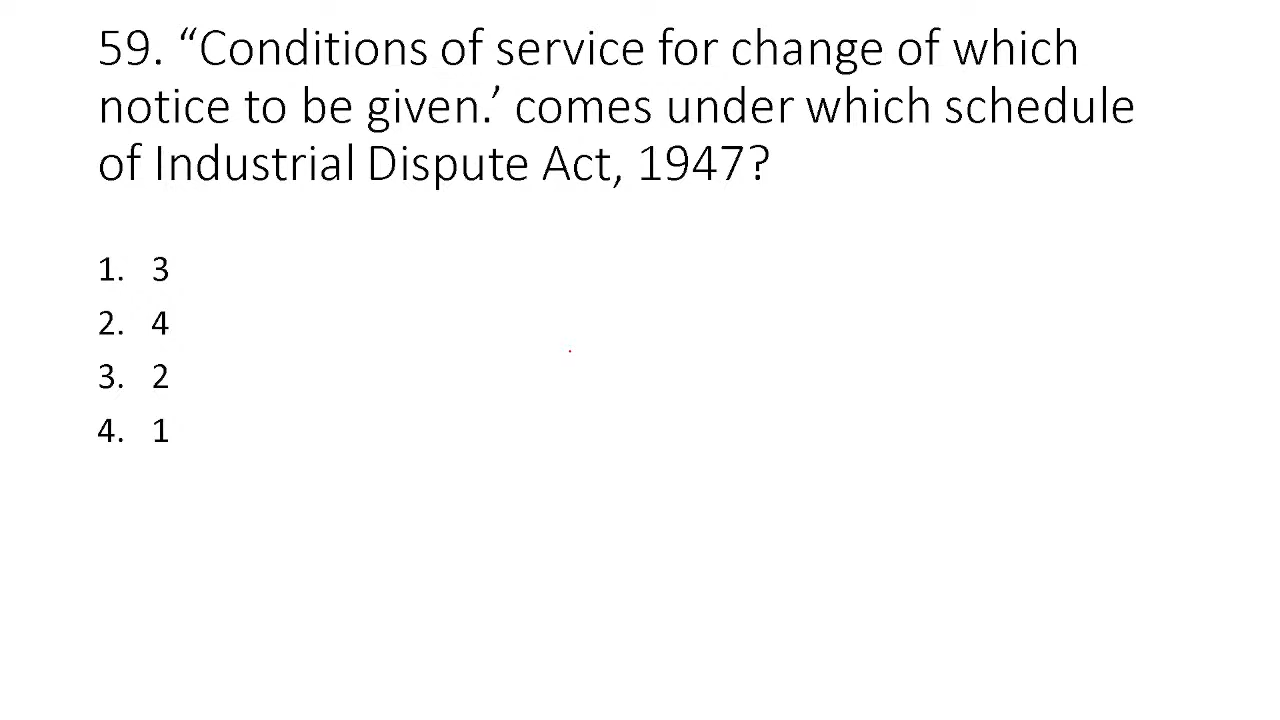 59. “Conditions of service for change of which
notice to be given.’ comes under which schedule
of Industrial Dispute Act, 1947?
1. 3
2. 4
3. 2
4. 1